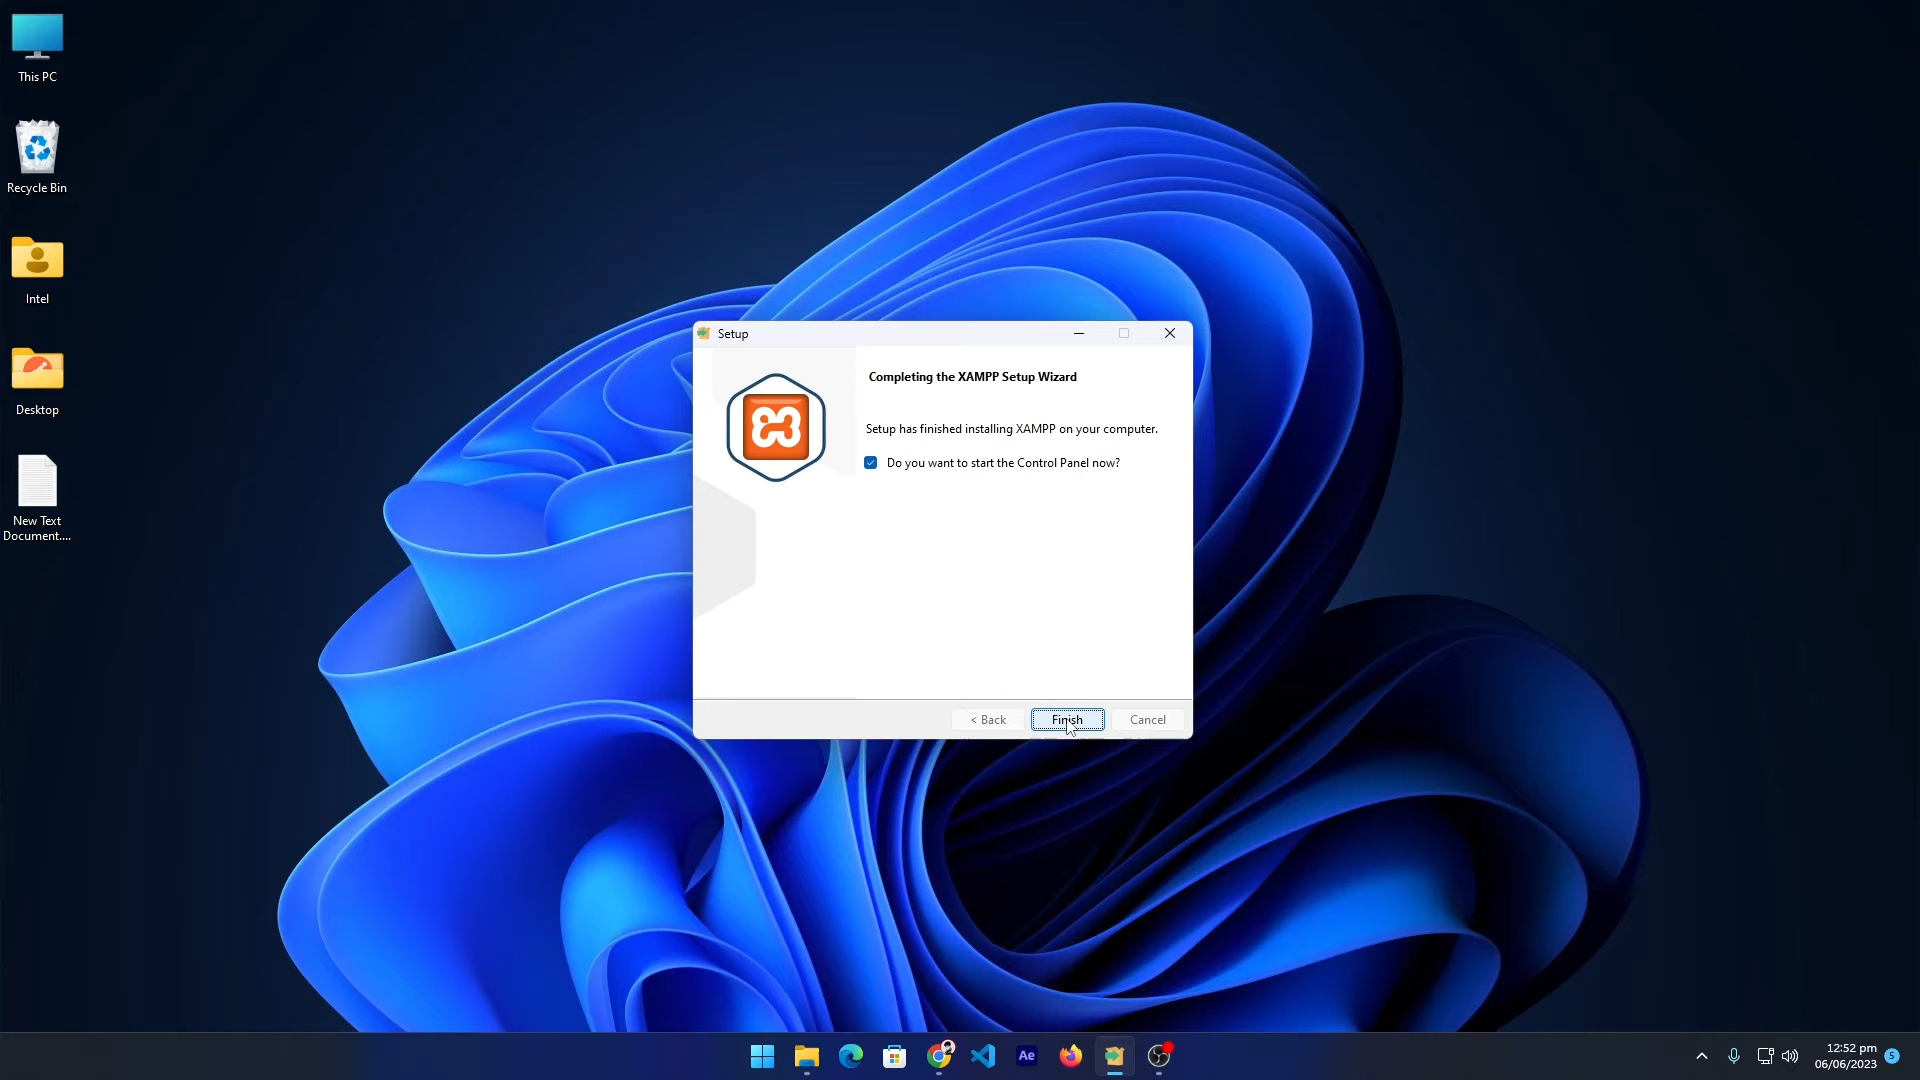 This PC
Recycle Bin
Intel
Desktop
New Text
Document....
Setup
Completing the XAMPP Setup Wizard
Setup has finished installing XAMPP on your computer.
Do you want to start the Control Panel now?
< Back
Finish
Cancel
Ae
12:52 pm
06/06/2023
5